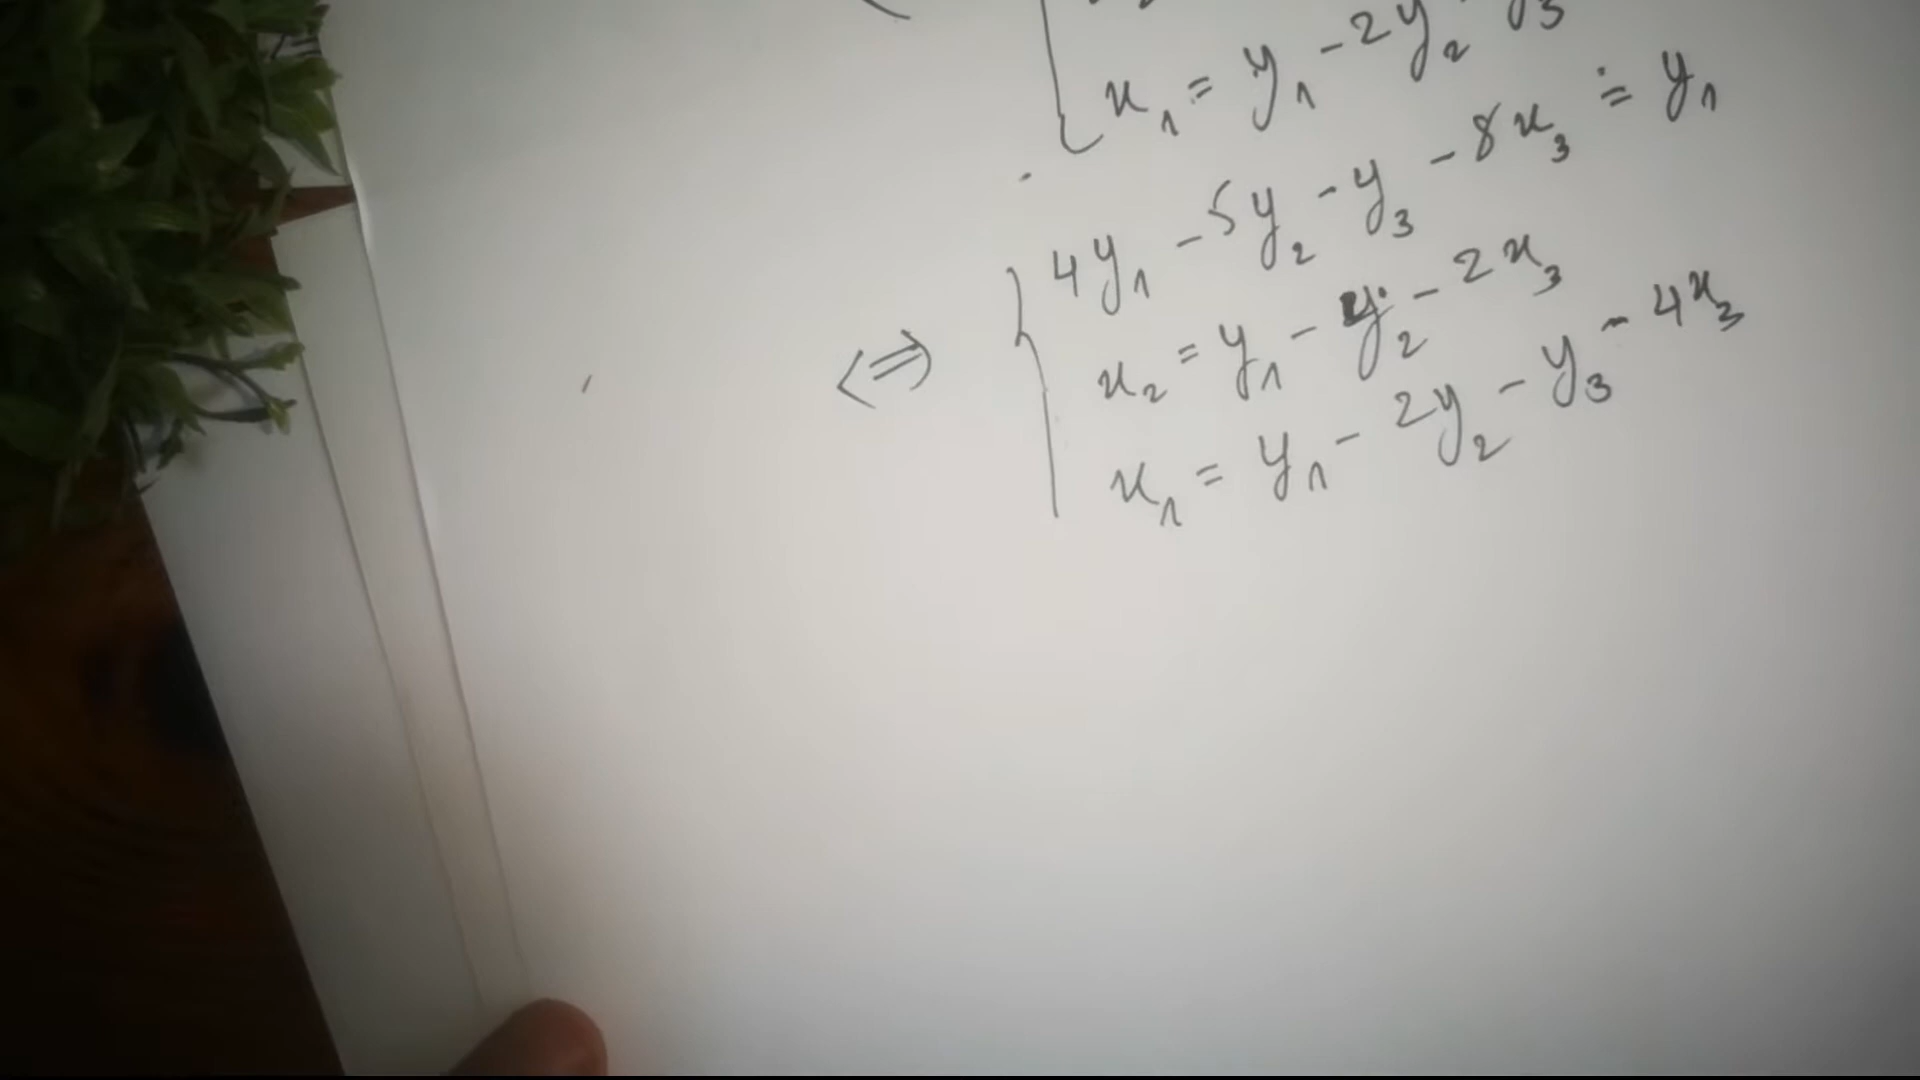 x₁ = y₁ - 2y₂ y₃
⇔ { 4y₁ - 5y₂ - y₃ - 8x₃ = y₁
x₂ = y₁ - y₂ - 2x₃
x₁ = y₁ - 2y₂ - y₃ - 4x₃